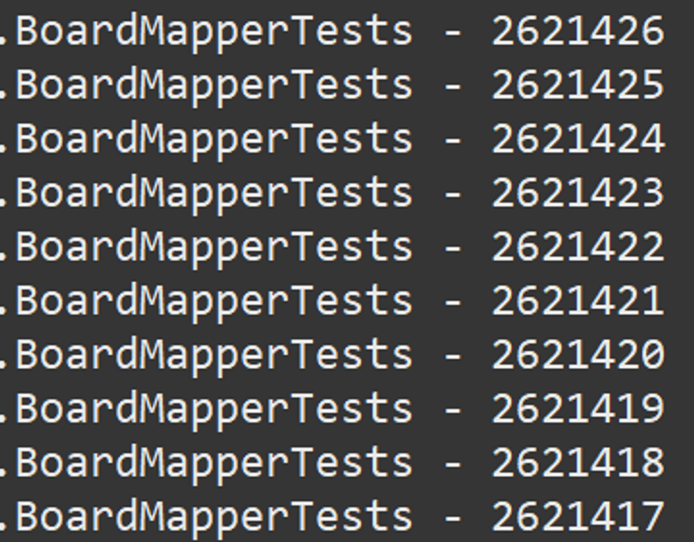 .BoardMapperTests - 2621426
.BoardMapperTests - 2621425
.BoardMapperTests - 2621424
.BoardMapperTests - 2621423
.BoardMapperTests - 2621422
.BoardMapperTests - 2621421
.BoardMapperTests - 2621420
.BoardMapperTests - 2621419
.BoardMapperTests - 2621418
.BoardMapperTests - 2621417